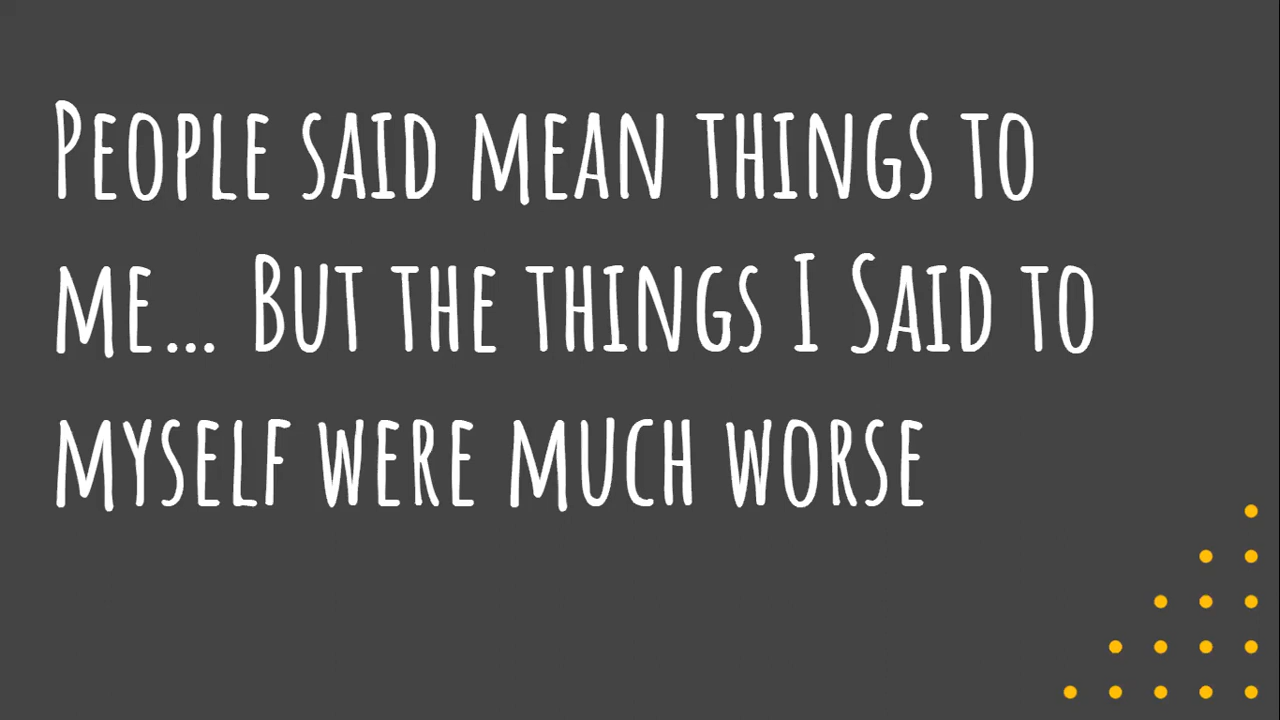 People said mean things to
me... But the things I Said to
myself were much worse